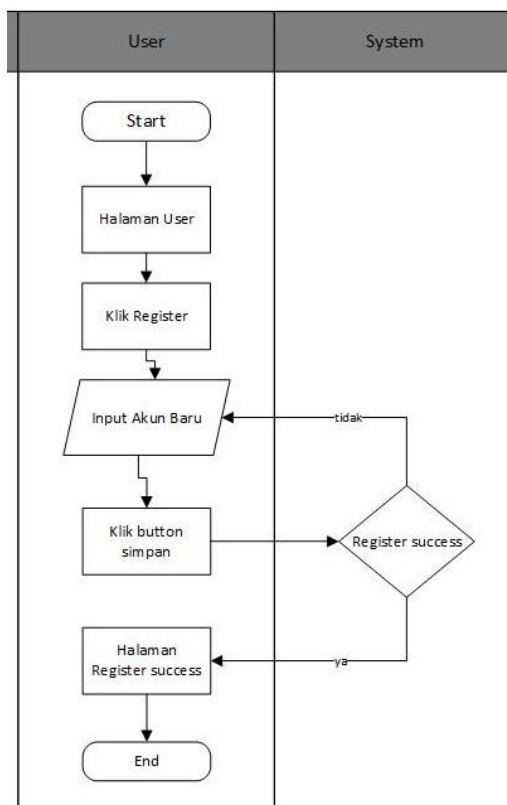 User
System
Start
Halaman User
Klik Register
Input Akun Baru
tidak
Klik button
simpan
Register success
Halaman
Register success
ya
End